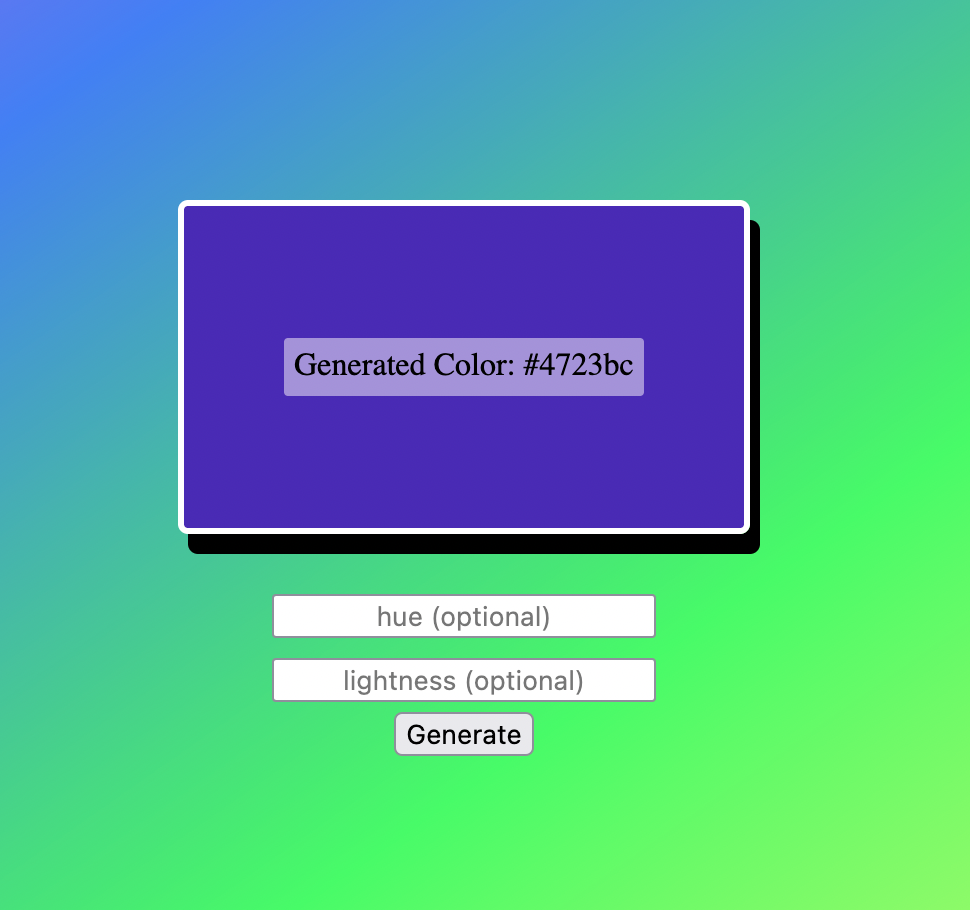 Generated Color: #4723bc
hue (optional)
lightness (optional)
Generate